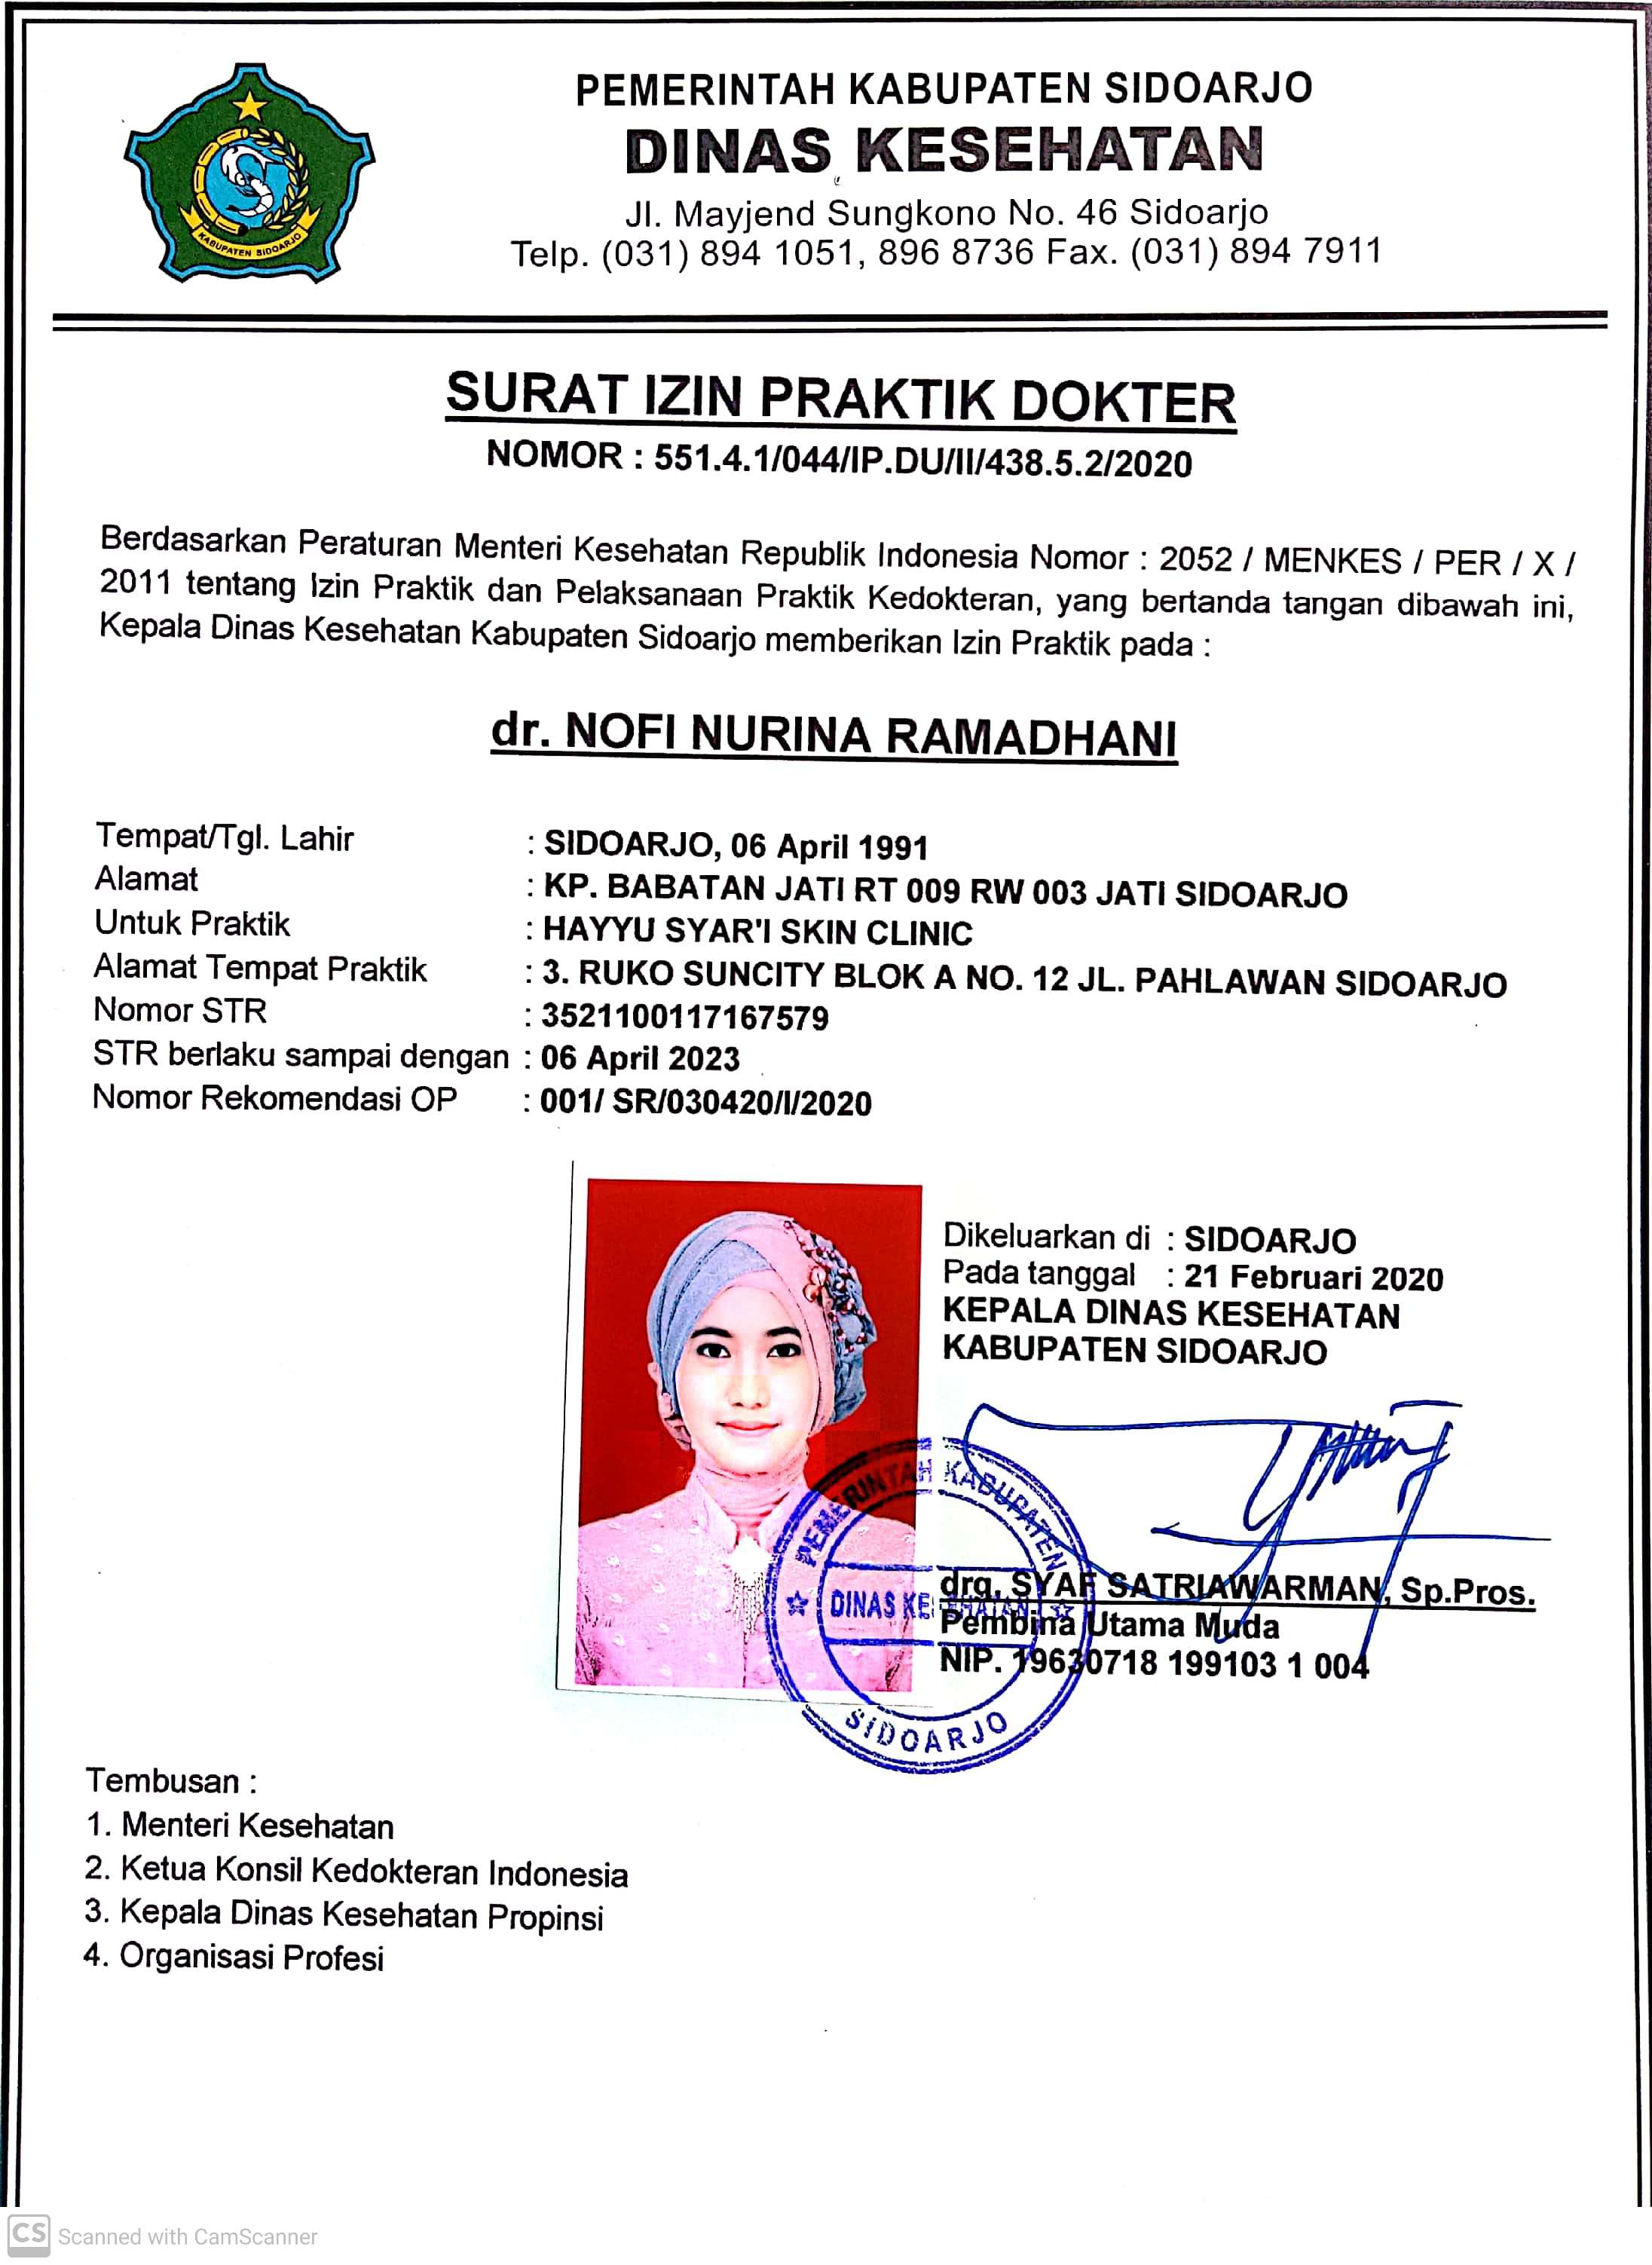 KABUPATEN SIDOARJO
PEMERINTAH KABUPATEN SIDOARJO
DINAS KESEHATAN
Jl. Mayjend Sungkono No. 46 Sidoarjo
Telp. (031) 894 1051, 896 8736 Fax. (031) 894 7911
SURAT IZIN PRAKTIK DOKTER
NOMOR : 551.4.1/044/IP.DU/II/438.5.2/2020
Berdasarkan Peraturan Menteri Kesehatan Republik Indonesia Nomor : 2052 / MENKES / PER / X /
2011 tentang Izin Praktik dan Pelaksanaan Praktik Kedokteran, yang bertanda tangan dibawah ini,
Kepala Dinas Kesehatan Kabupaten Sidoarjo memberikan Izin Praktik pada :
dr. NOFI NURINA RAMADHANI
Tempat/Tgl. Lahir : SIDOARJO, 06 April 1991
Alamat : KP. BABATAN JATI RT 009 RW 003 JATI SIDOARJO
Untuk Praktik : HAYYU SYAR'I SKIN CLINIC
Alamat Tempat Praktik : 3. RUKO SUNCITY BLOK A NO. 12 JL. PAHLAWAN SIDOARJO
Nomor STR : 3521100117167579
STR berlaku sampai dengan : 06 April 2023
Nomor Rekomendasi OP : 001/ SR/030420/I/2020
Dikeluarkan di : SIDOARJO
Pada tanggal : 21 Februari 2020
KEPALA DINAS KESEHATAN
KABUPATEN SIDOARJO
PEMERINTAH KABUPATEN
DINAS KESEHATAN
SIDOARJO
drg. SYAF SATRIAWARMAN, Sp.Pros.
Pembina Utama Muda
NIP. 19630718 199103 1 004
Tembusan :
1. Menteri Kesehatan
2. Ketua Konsil Kedokteran Indonesia
3. Kepala Dinas Kesehatan Propinsi
4. Organisasi Profesi
CS Scanned with CamScanner